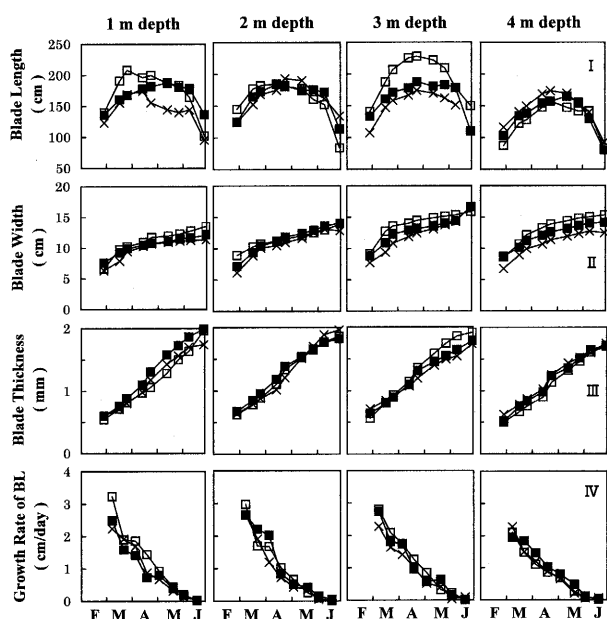 1 m depth 2 m depth 3 m depth 4 m depth
Blade Length
( cm )
250
200
150
100
50
I
Blade Width
( cm )
20
15
10
5
0
II
Blade Thickness
( mm )
2
1
0
III
Growth Rate of BL
( cm/day )
4
3
2
1
0
IV
F M A M J F M A M J F M A M J F M A M J